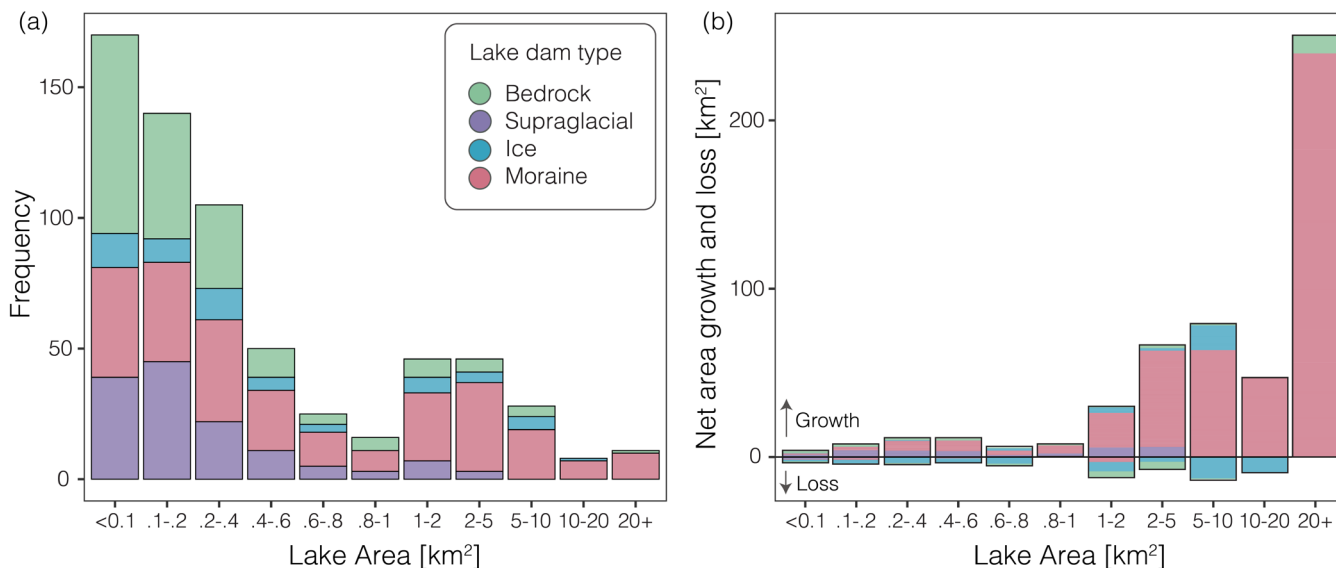 (a)
Lake dam type
Bedrock
Supraglacial
Ice
Moraine
Frequency
150
100
50
0
<0.1 .1-.2 .2-.4 .4-.6 .6-.8 .8-1 1-2 2-5 5-10 10-20 20+
Lake Area [km²]
(b)
Net area growth and loss [km²]
200
100
0
Growth
Loss
<0.1 .1-.2 .2-.4 .4-.6 .6-.8 .8-1 1-2 2-5 5-10 10-20 20+
Lake Area [km²]